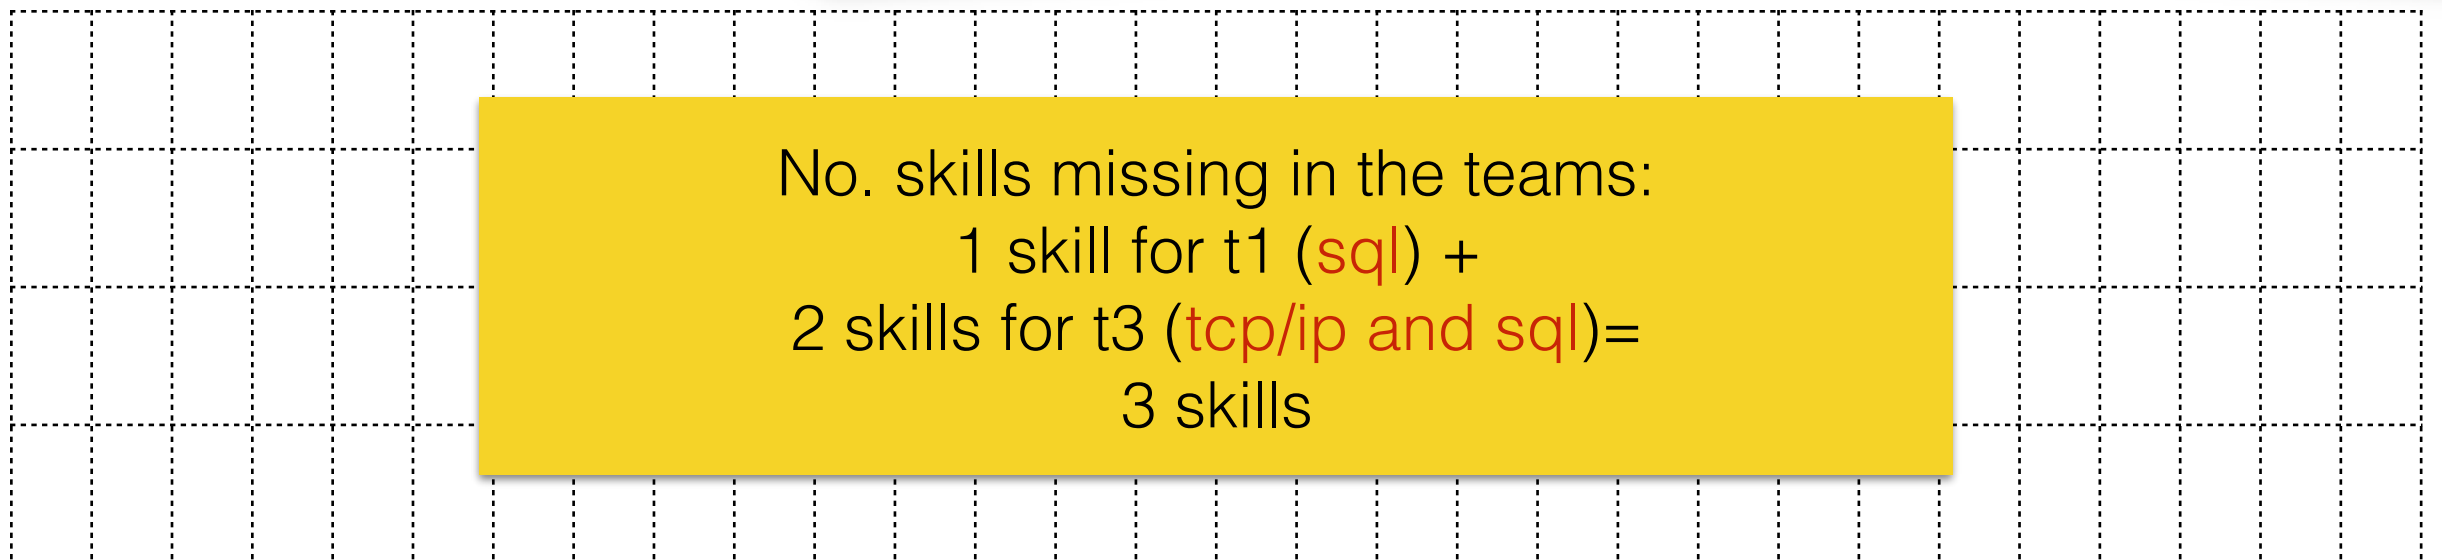 No. skills missing in the teams:
1 skill for t1 (sql) +
2 skills for t3 (tcp/ip and sql)=
3 skills